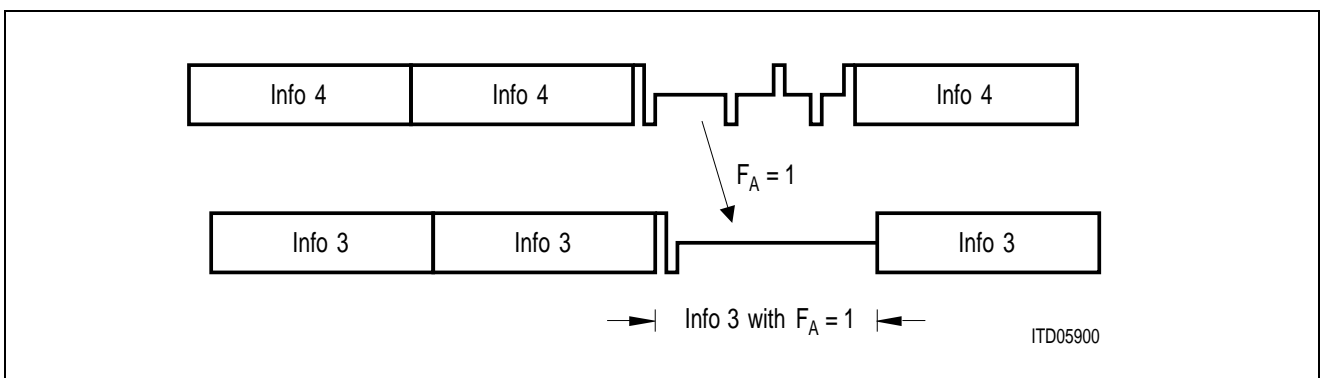 Info 4 Info 4 Info 4
F_A = 1
Info 3 Info 3 Info 3
Info 3 with F_A = 1
ITD05900